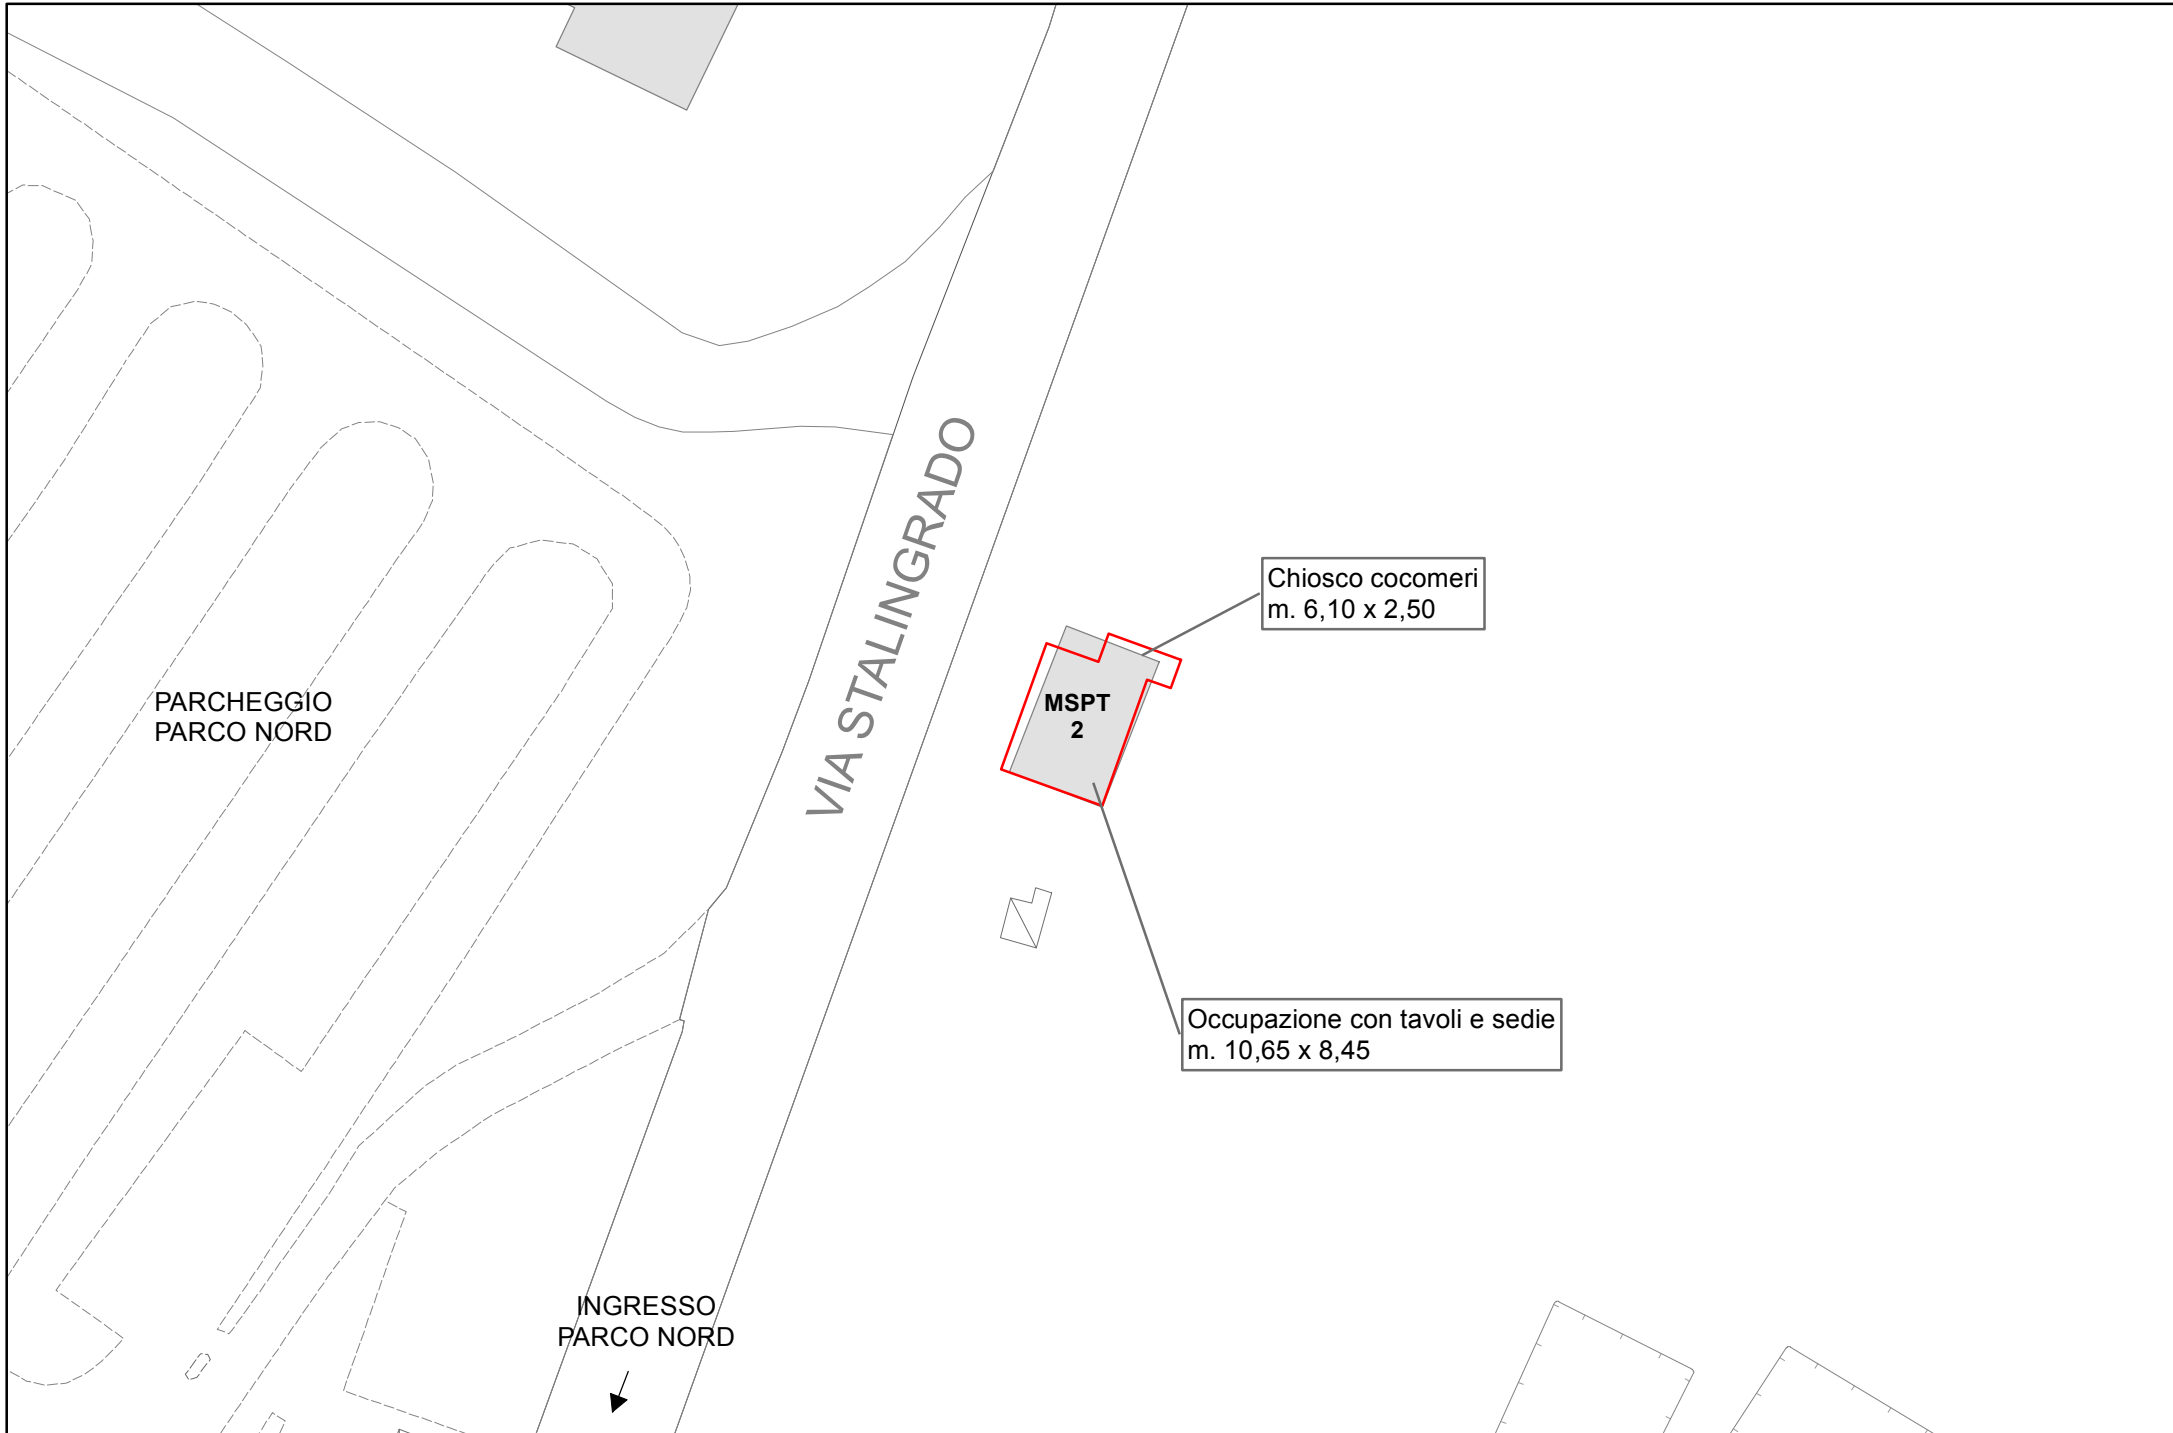 VIA STALINGRADO
Chiosco cocomeri
m. 6,10 x 2,50
MSPT
2
PARCHEGGIO
PARCO NORD
Occupazione con tavoli e sedie
m. 10,65 x 8,45
INGRESSO
PARCO NORD